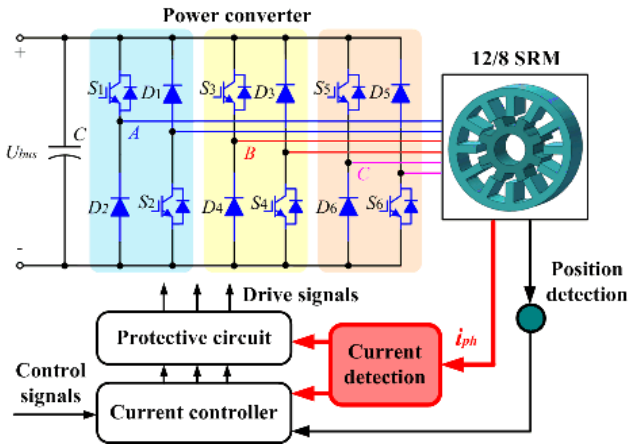 Power converter
12/8 SRM
+
S1
D1
S3
D3
S5
D5
C
A
B
C
Ubus
D2
S2
D4
S4
D6
S6
-
Drive signals
Position
detection
Protective circuit
Current
detection
iph
Control
signals
Current controller